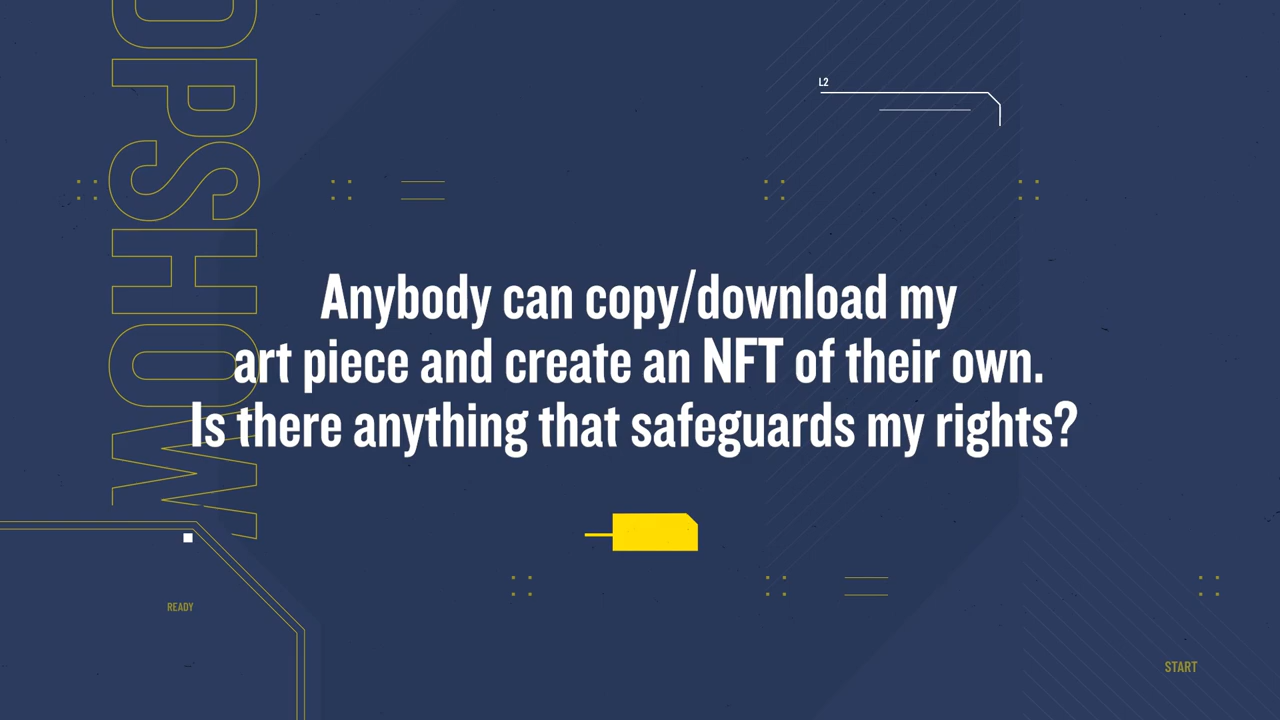 OPSHOW
L2
Anybody can copy/download my
art piece and create an NFT of their own.
Is there anything that safeguards my rights?
READY
START